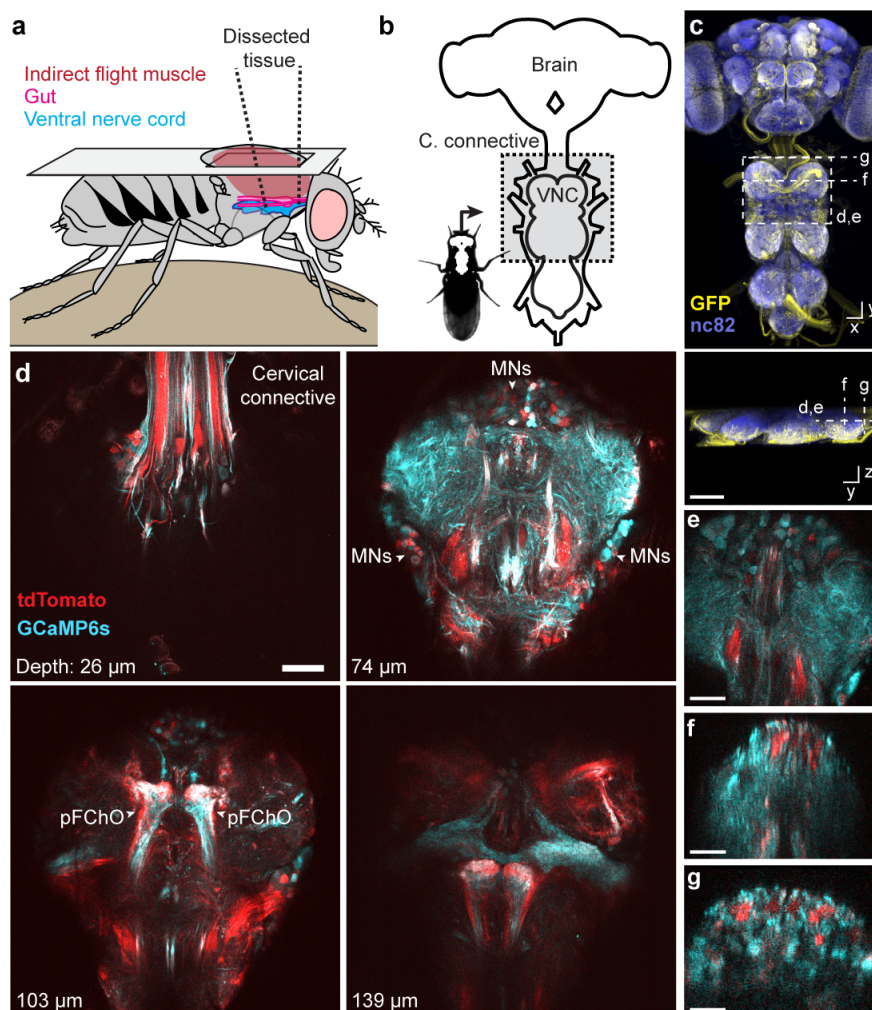 a
Dissected
tissue
Indirect flight muscle
Gut
Ventral nerve cord
b
Brain
C. connective
VNC
c
g
f
d,e
GFP
nc82
y
x
f
g
d,e
z
y
d
Cervical
connective
tdTomato
GCaMP6s
Depth: 26 µm
MNs
MNs
MNs
74 µm
pFChO
pFChO
103 µm
139 µm
e
f
g